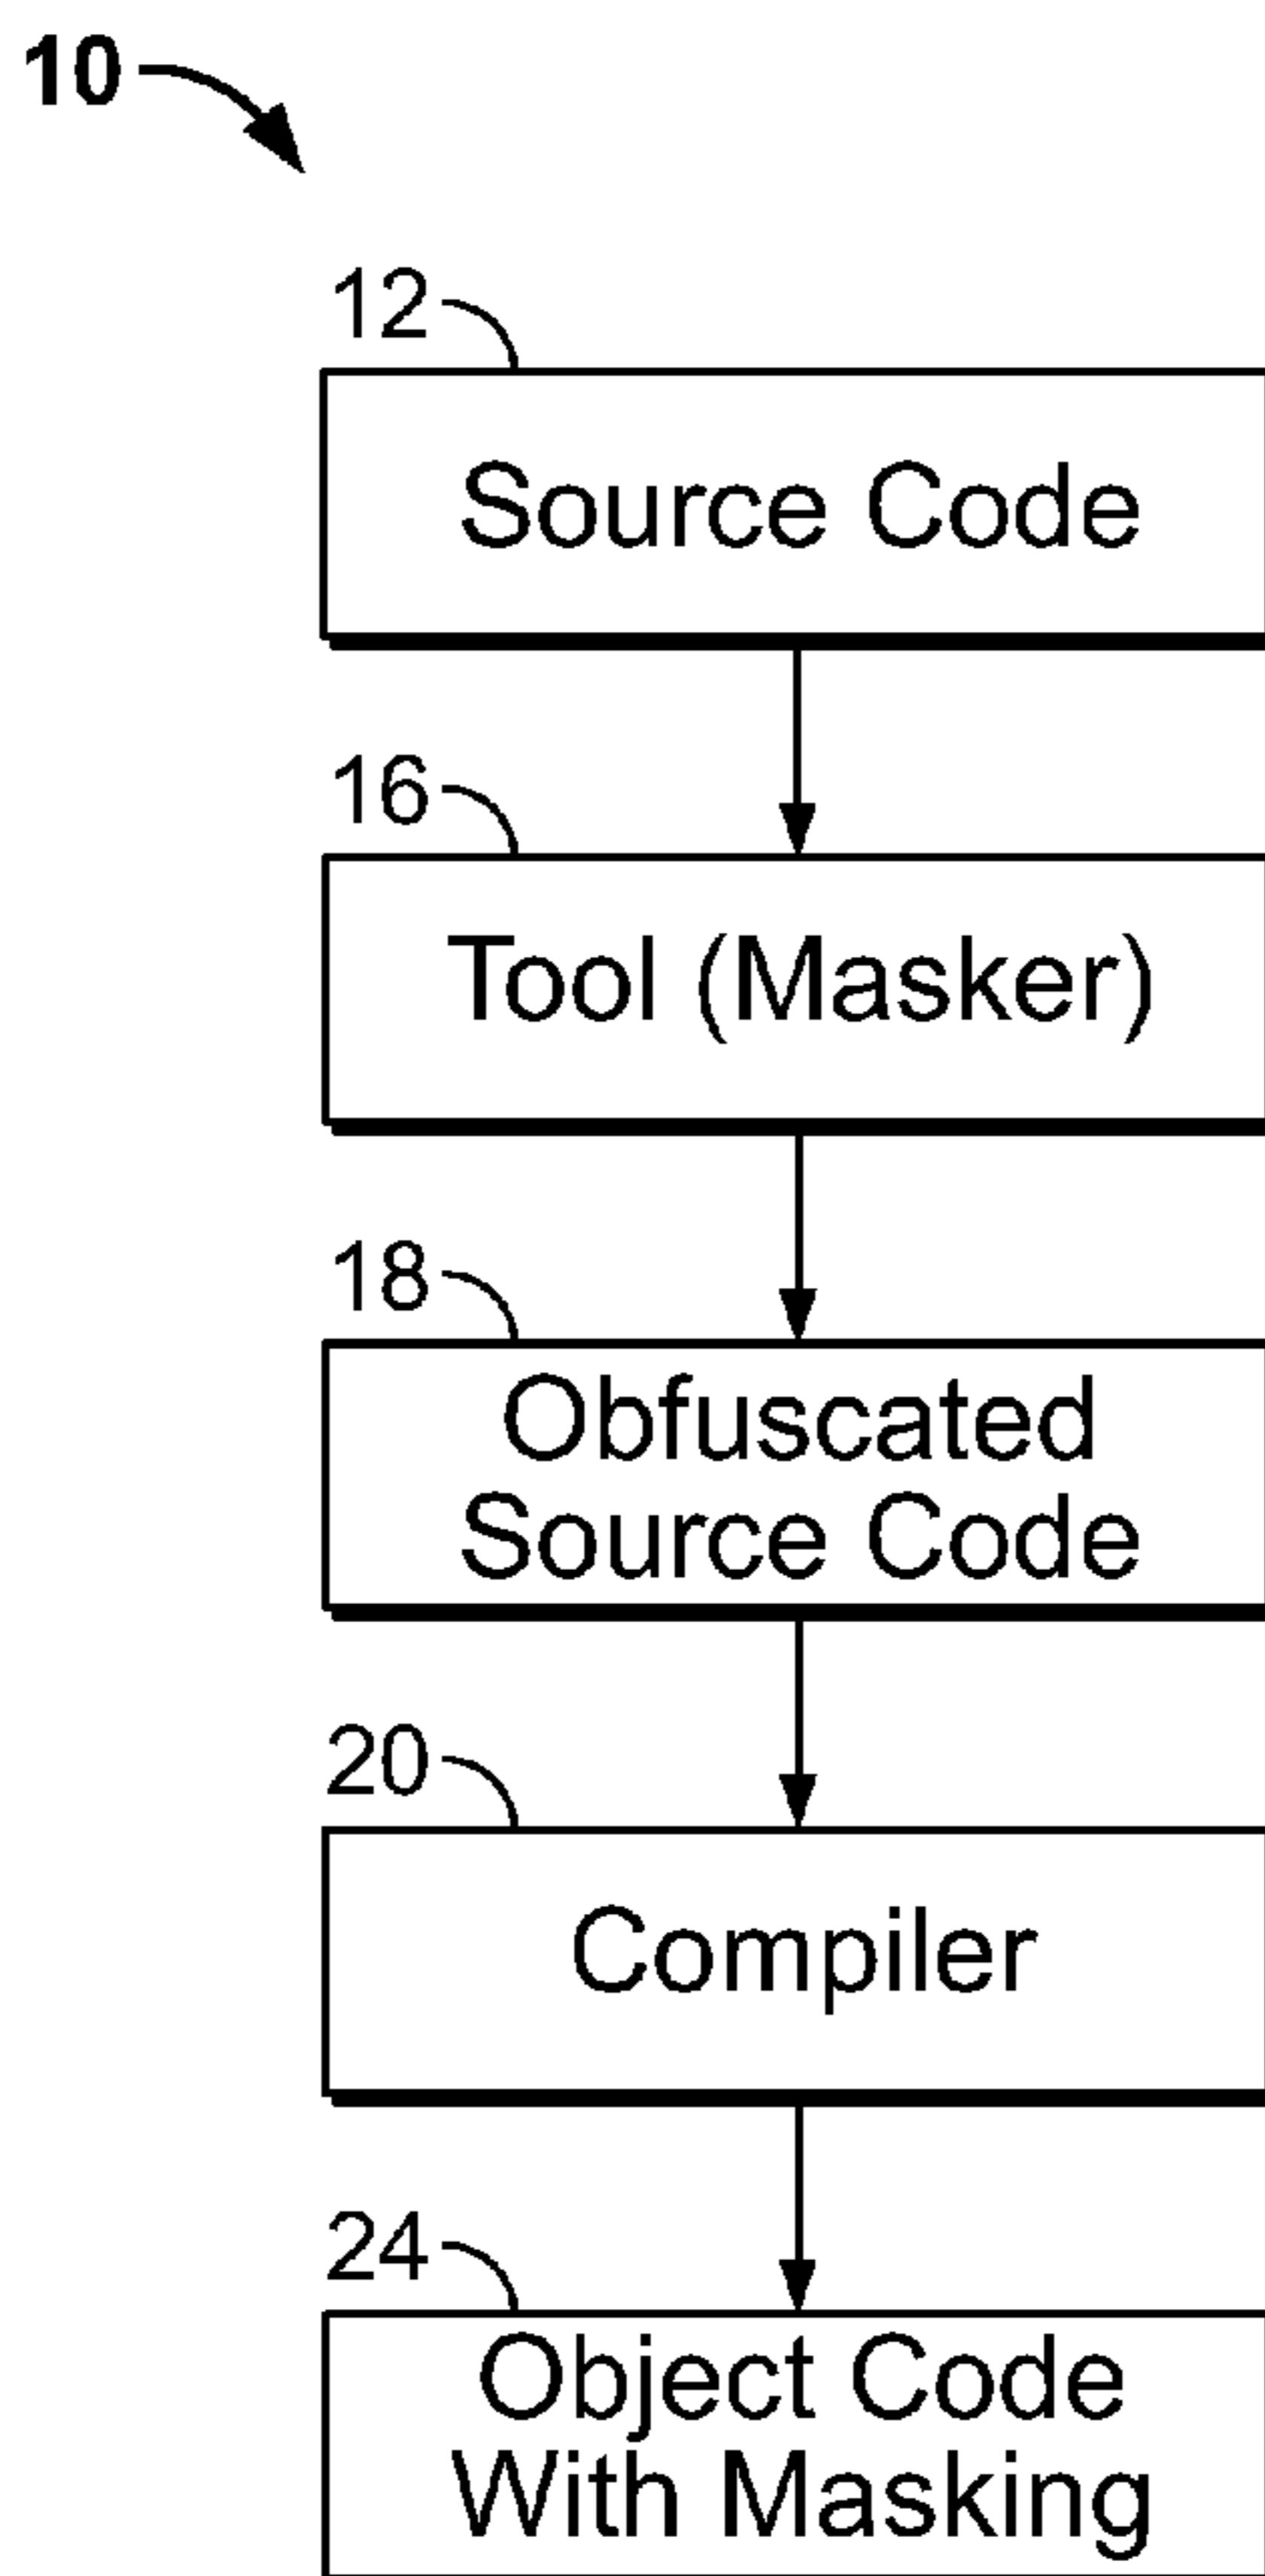 10
12
Source Code
16
Tool (Masker)
18
Obfuscated
Source Code
20
Compiler
24
Object Code
With Masking